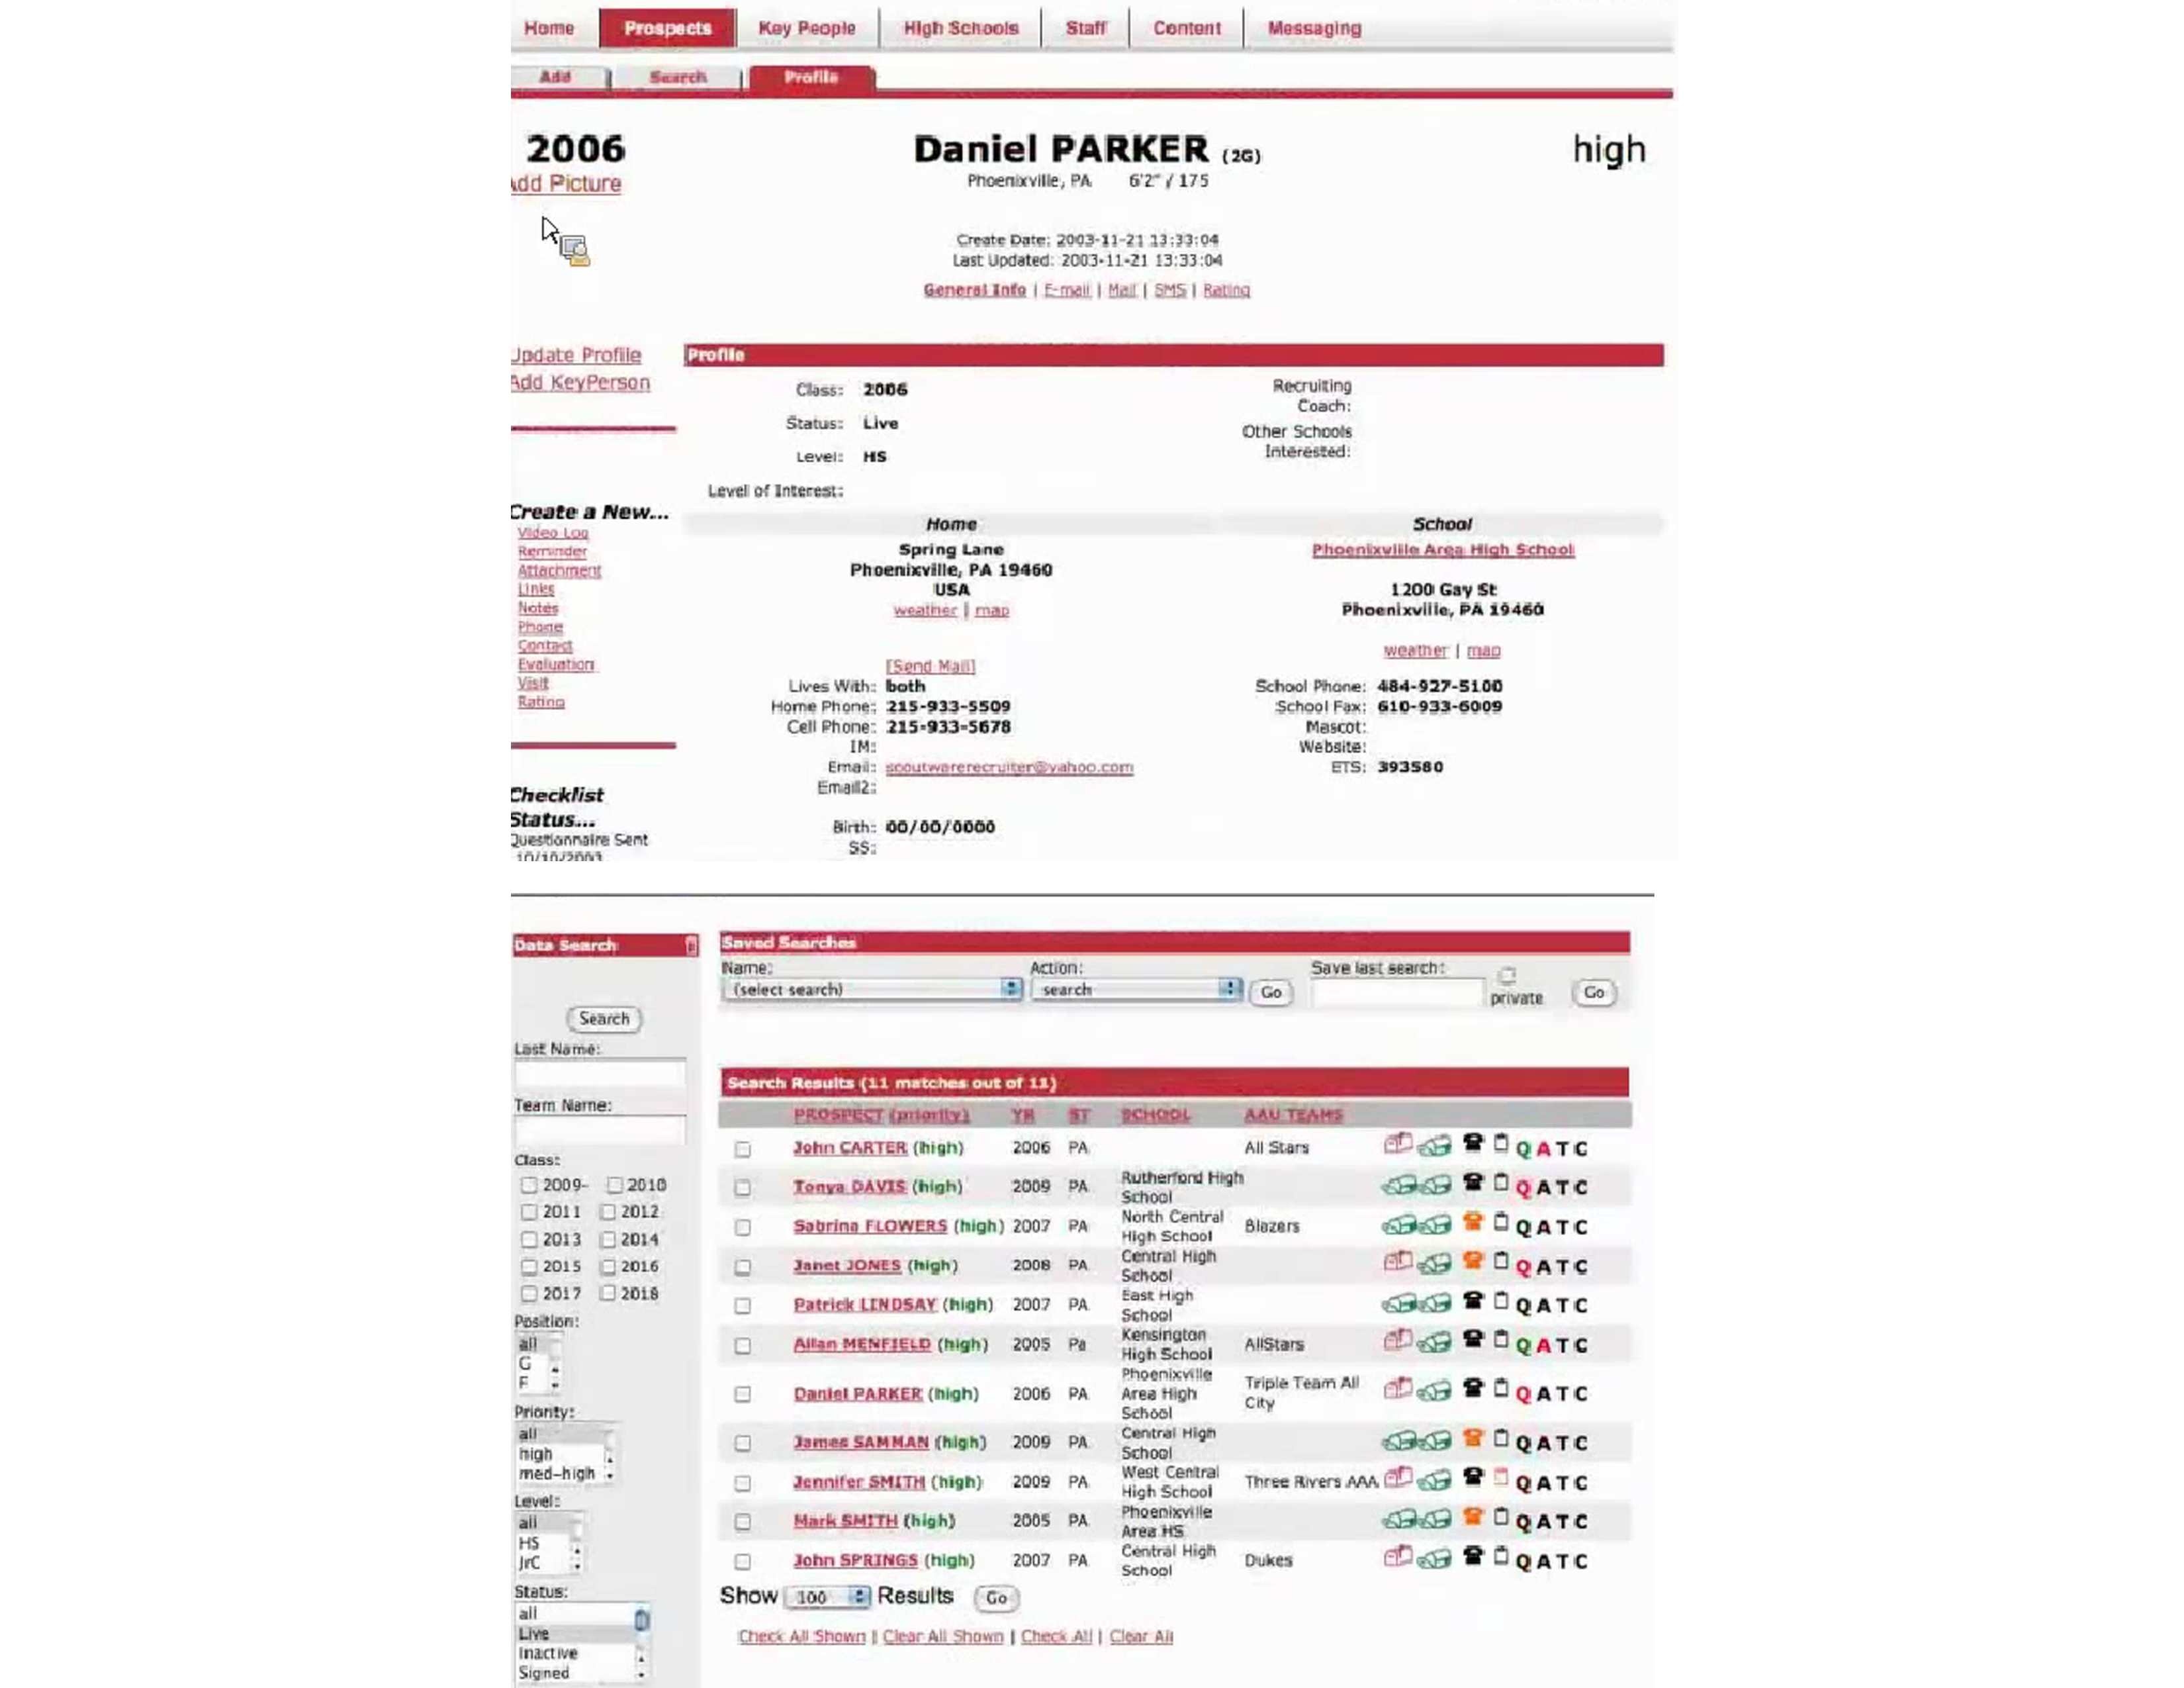 Home Prospects Key People High Schools Staff Content Messaging
Add Search Profile
2006 Daniel PARKER (2G) high
Add Picture Phoenixville, PA 6'2" / 175
Create Date: 2003-11-21 13:33:04
Last Updated: 2003-11-21 13:33:04
General Info | E-mail | Mail | SMS | Rating
Update Profile
Add KeyPerson
Create a New...
Video Log
Reminder
Attachment
Links
Notes
Phone
Contact
Evaluation
Visit
Rating
Checklist
Status...
Questionnaire Sent
10/10/2003
Profile
Class: 2006
Status: Live
Level: HS
Level of Interest:
Recruiting
Coach:
Other Schools
Interested:
Home
Spring Lane
Phoenixville, PA 19460
USA
weather | map
[Send Mail]
Lives With: both
Home Phone: 215-933-5509
Cell Phone: 215-933-5678
IM:
Email: scoutwarerecruiter@yahoo.com
Email2:
Birth: 00/00/0000
SS:
School
Phoenixville Area High School
1200 Gay St
Phoenixville, PA 19460
weather | map
School Phone: 484-927-5100
School Fax: 610-933-6009
Mascot:
Website:
ETS: 393580
Data Search
Search
Last Name:
Team Name:
Class:
2009- 2010
2011 2012
2013 2014
2015 2016
2017 2018
Position:
all
G
F
Priority:
all
high
med-high
Level:
all
HS
JrC
Status:
all
Live
Inactive
Signed
Saved Searches
Name: Action: Save last search:
(select search) search Go private Go
Search Results (11 matches out of 11)
PROSPECT (priority) YR ST SCHOOL AAU TEAMS
John CARTER (high) 2006 PA All Stars Q A T C
Tonya DAVIS (high) 2009 PA Rutherford High School Q A T C
Sabrina FLOWERS (high) 2007 PA North Central High School Blazers Q A T C
Janet JONES (high) 2008 PA Central High School Q A T C
Patrick LINDSAY (high) 2007 PA East High School Q A T C
Allan MENFIELD (high) 2005 Pa Kensington High School AllStars Q A T C
Daniel PARKER (high) 2006 PA Phoenixville Area High School Triple Team All City Q A T C
James SAMMAN (high) 2009 PA Central High School Q A T C
Jennifer SMITH (high) 2009 PA West Central High School Three Rivers AAA Q A T C
Mark SMITH (high) 2005 PA Phoenixville Area HS Q A T C
John SPRINGS (high) 2007 PA Central High School Dukes Q A T C
Show 100 Results Go
Check All Shown | Clear All Shown | Check All | Clear All